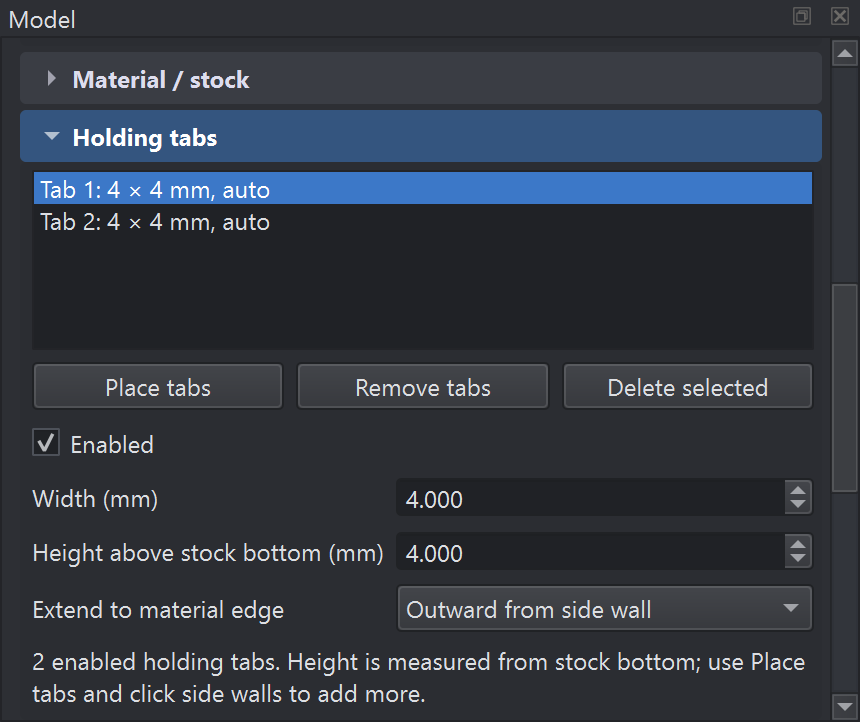 Model
Material / stock
Holding tabs
Tab 1: 4 × 4 mm, auto
Tab 2: 4 × 4 mm, auto
Place tabs
Remove tabs
Delete selected
Enabled
Width (mm)
4.000
Height above stock bottom (mm)
4.000
Extend to material edge
Outward from side wall
2 enabled holding tabs. Height is measured from stock bottom; use Place
tabs and click side walls to add more.